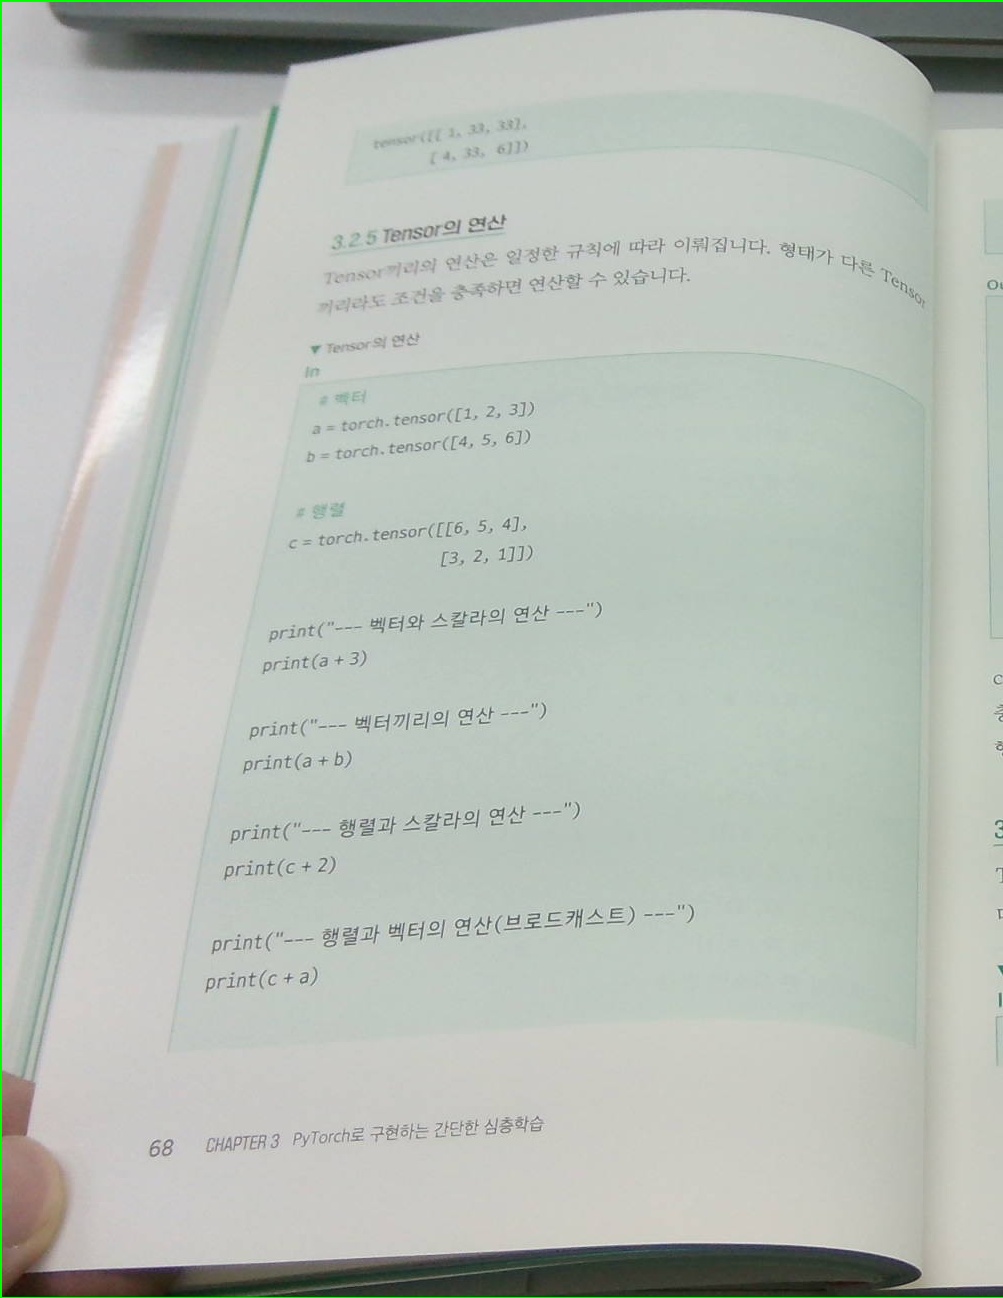 tensor([[ 1, 33, 33],
[ 4, 33, 6]])
3.2.5 Tensor의 연산
Tensor끼리의 연산은 일정한 규칙에 따라 이뤄집니다. 형태가 다른 Tensor
끼리라도 조건을 충족하면 연산할 수 있습니다.
▼ Tensor의 연산
In
# 벡터
a = torch.tensor([1, 2, 3])
b = torch.tensor([4, 5, 6])
# 행렬
c = torch.tensor([[6, 5, 4],
[3, 2, 1]])
print("--- 벡터와 스칼라의 연산 ---")
print(a + 3)
print("--- 벡터끼리의 연산 ---")
print(a + b)
print("--- 행렬과 스칼라의 연산 ---")
print(c + 2)
print("--- 행렬과 벡터의 연산(브로드캐스트) ---")
print(c + a)
68 CHAPTER 3 PyTorch로 구현하는 간단한 심층학습